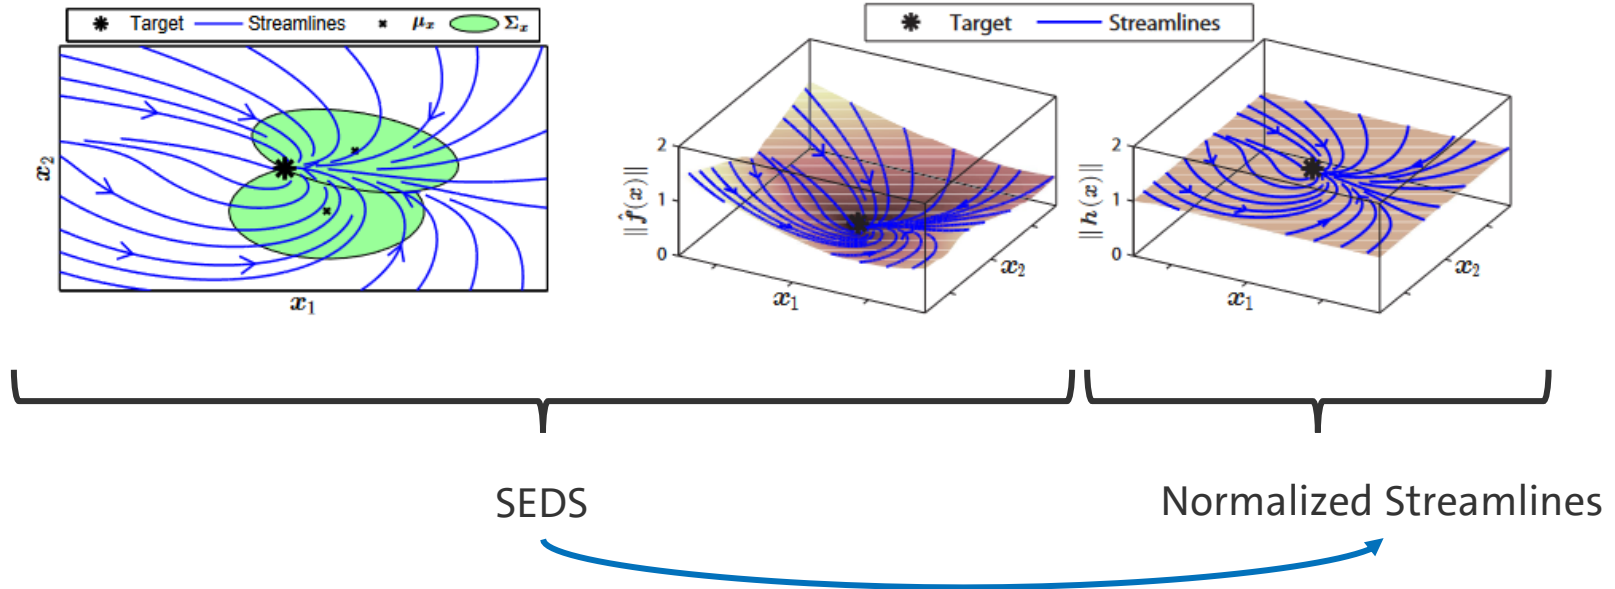 Target Streamlines μₓ Σₓ
x₂
x₁
Target Streamlines
2
1
0
‖f̂(x)‖
x₁
x₂
2
1
0
‖h(x)‖
x₁
x₂
SEDS
Normalized Streamlines